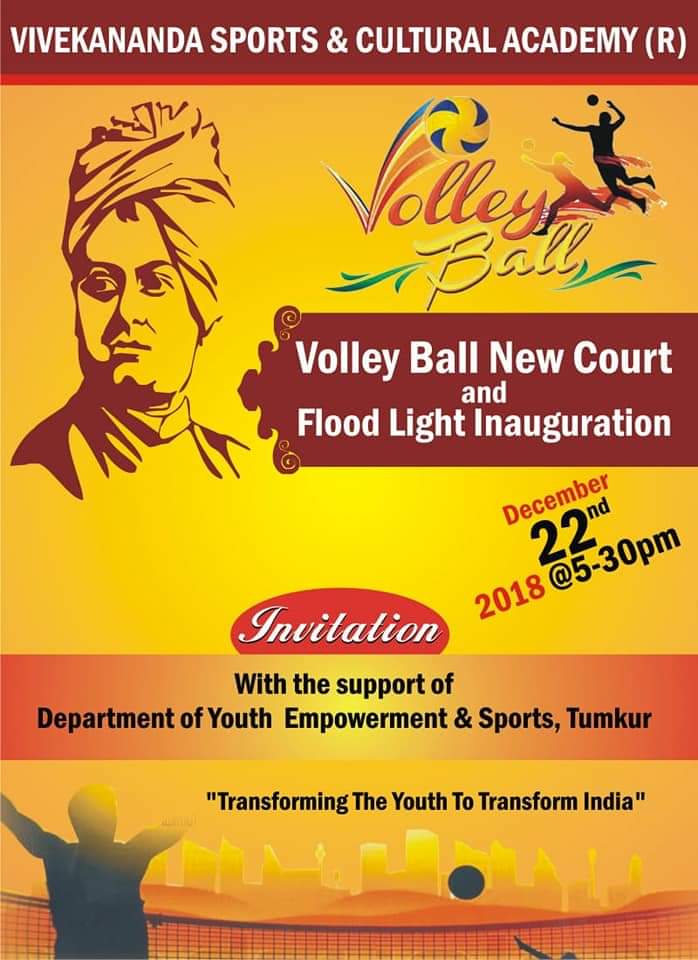 VIVEKANANDA SPORTS & CULTURAL ACADEMY (R)
Volley
Ball
Volley Ball New Court
and
Flood Light Inauguration
December
22nd
2018 @5-30pm
Invitation
With the support of
Department of Youth Empowerment & Sports, Tumkur
"Transforming The Youth To Transform India"